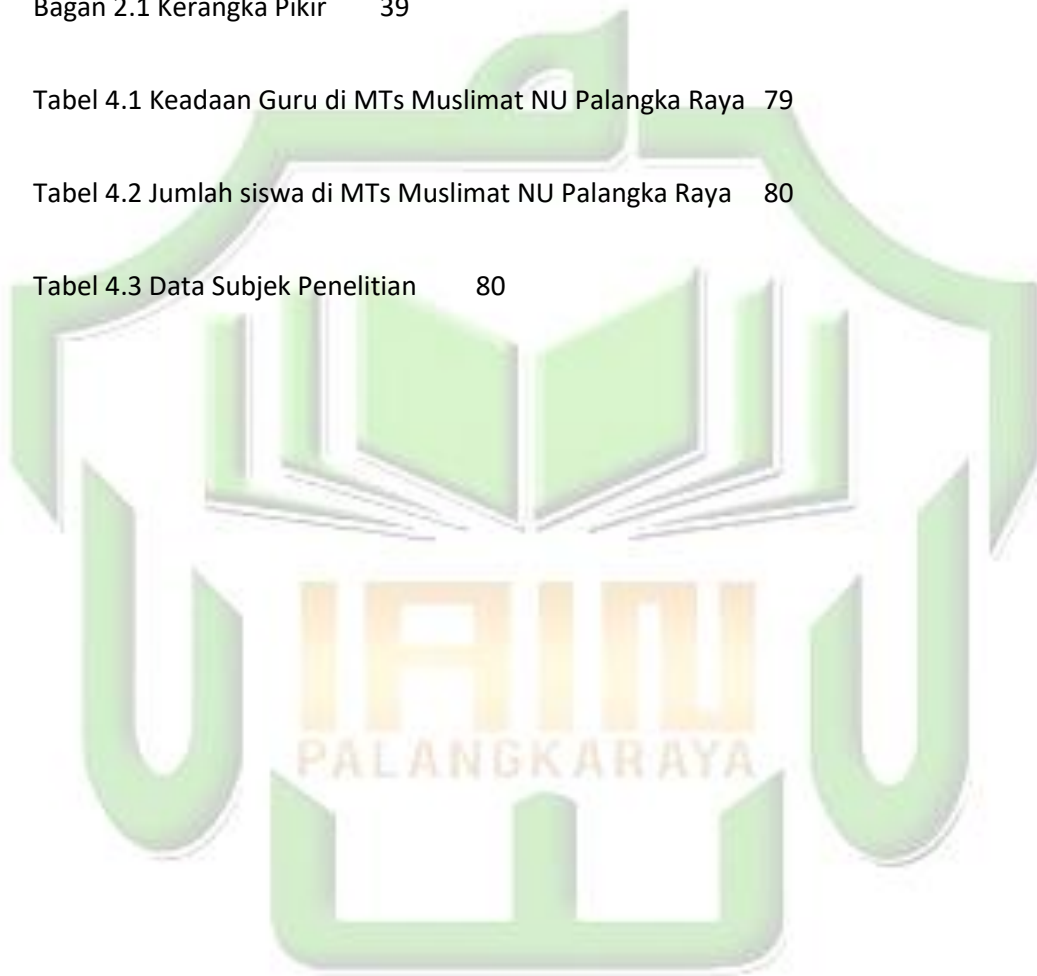 Bagan 2.1 Kerangka Pikir 39
Tabel 4.1 Keadaan Guru di MTs Muslimat NU Palangka Raya 79
Tabel 4.2 Jumlah siswa di MTs Muslimat NU Palangka Raya 80
Tabel 4.3 Data Subjek Penelitian 80
IAIN
PALANGKARAYA